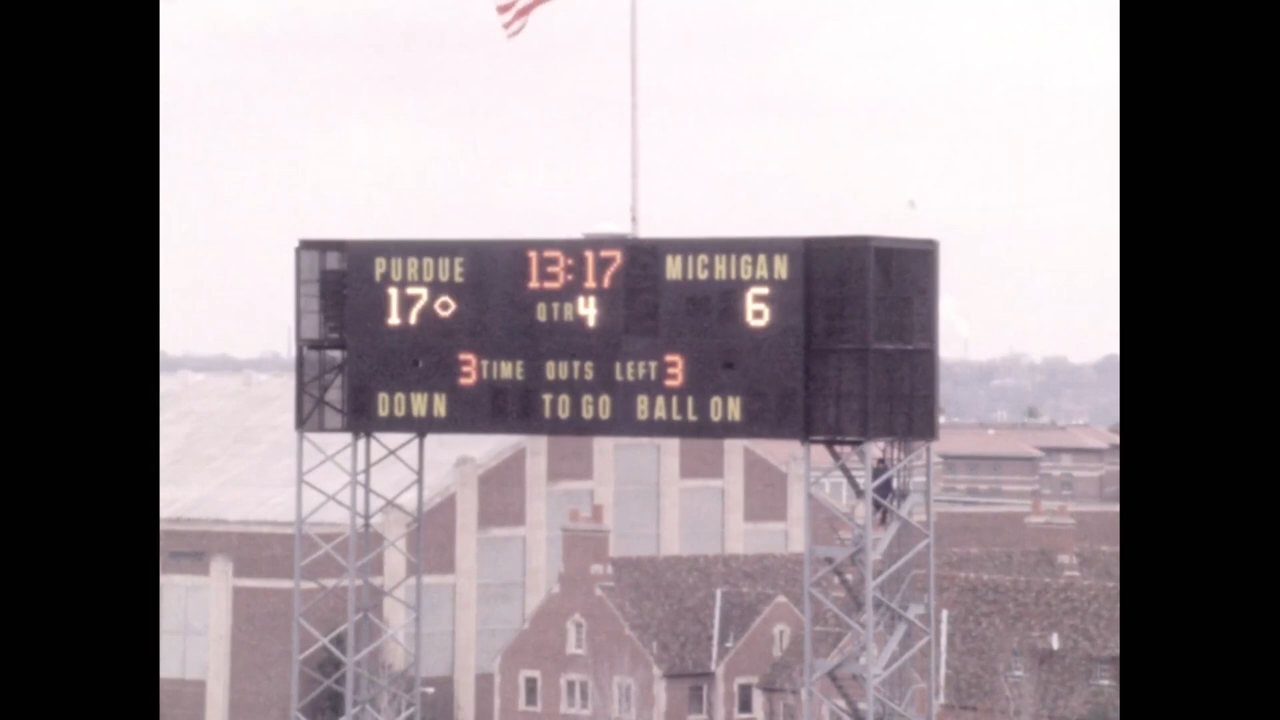 PURDUE 13:17 MICHIGAN
17 QTR 4 6
3 TIME OUTS LEFT 3
DOWN TO GO BALL ON